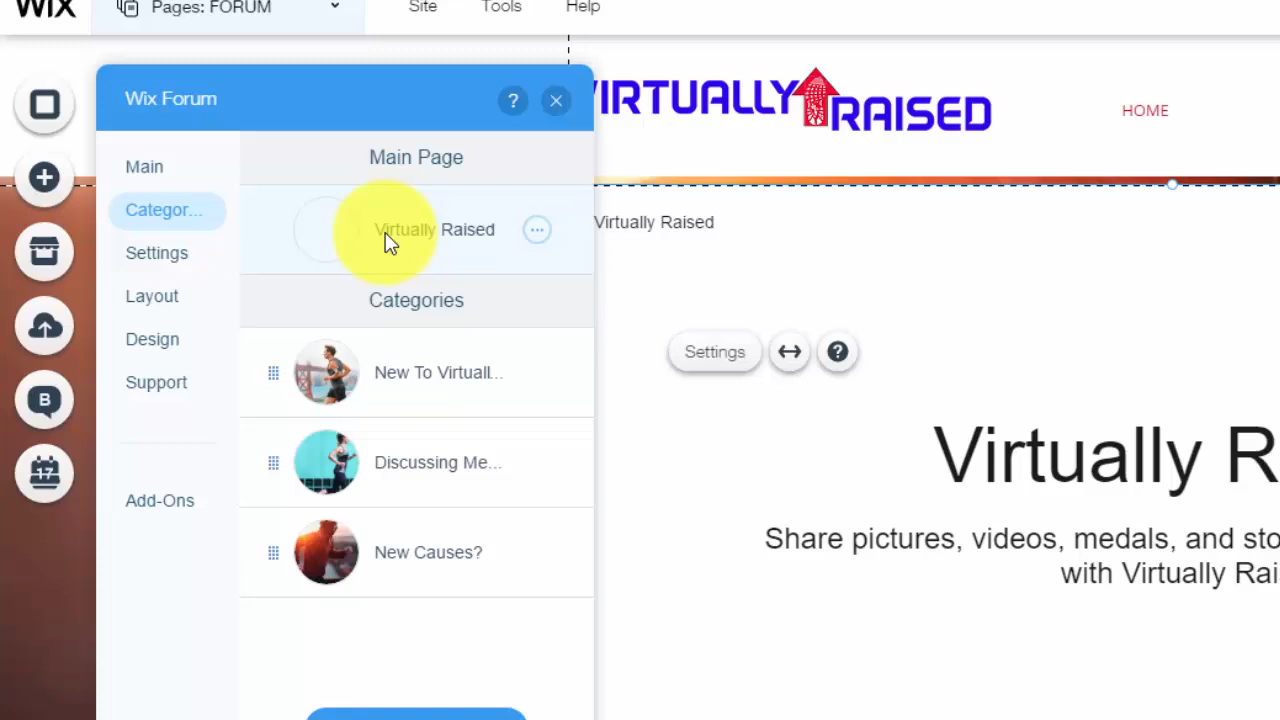 WIX
Pages: FORUM
Site
Tools
Help
Wix Forum
?
Main
Categor...
Settings
Layout
Design
Support
Add-Ons
Main Page
Virtually Raised
Categories
New To Virtuall...
Discussing Me...
New Causes?
B
17
VIRTUALLY RAISED
HOME
Virtually Raised
Settings
?
Virtually R
Share pictures, videos, medals, and sto
with Virtually Rai